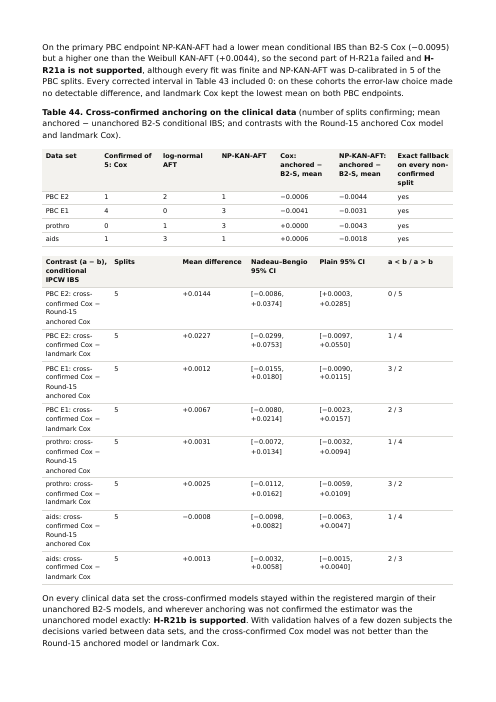 On the primary PBC endpoint NP-KAN-AFT had a lower mean conditional IBS than B2-S Cox (−0.0095)
but a higher one than the Weibull KAN-AFT (+0.0044), so the second part of H-R21a failed and H-
R21a is not supported, although every fit was finite and NP-KAN-AFT was D-calibrated in 5 of the
PBC splits. Every corrected interval in Table 43 included 0: on these cohorts the error-law choice made
no detectable difference, and landmark Cox kept the lowest mean on both PBC endpoints.
Table 44. Cross-confirmed anchoring on the clinical data (number of splits confirming; mean
anchored − unanchored B2-S conditional IBS; and contrasts with the Round-15 anchored Cox model
and landmark Cox).
Data set Confirmed of 5: Cox log-normal AFT NP-KAN-AFT Cox: anchored − B2-S, mean NP-KAN-AFT: anchored − B2-S, mean Exact fallback on every non-confirmed split
PBC E2 1 2 1 −0.0006 −0.0044 yes
PBC E1 4 0 3 −0.0041 −0.0031 yes
prothro 0 1 3 +0.0000 −0.0043 yes
aids 1 3 1 +0.0006 −0.0018 yes
Contrast (a − b), conditional IPCW IBS Splits Mean difference Nadeau–Bengio 95% CI Plain 95% CI a < b / a > b
PBC E2: cross-confirmed Cox − Round-15 anchored Cox 5 +0.0144 [−0.0086, +0.0374] [+0.0003, +0.0285] 0 / 5
PBC E2: cross-confirmed Cox − landmark Cox 5 +0.0227 [−0.0299, +0.0753] [−0.0097, +0.0550] 1 / 4
PBC E1: cross-confirmed Cox − Round-15 anchored Cox 5 +0.0012 [−0.0155, +0.0180] [−0.0090, +0.0115] 3 / 2
PBC E1: cross-confirmed Cox − landmark Cox 5 +0.0067 [−0.0080, +0.0214] [−0.0023, +0.0157] 2 / 3
prothro: cross-confirmed Cox − Round-15 anchored Cox 5 +0.0031 [−0.0072, +0.0134] [−0.0032, +0.0094] 1 / 4
prothro: cross-confirmed Cox − landmark Cox 5 +0.0025 [−0.0112, +0.0162] [−0.0059, +0.0109] 3 / 2
aids: cross-confirmed Cox − Round-15 anchored Cox 5 −0.0008 [−0.0098, +0.0082] [−0.0063, +0.0047] 1 / 4
aids: cross-confirmed Cox − landmark Cox 5 +0.0013 [−0.0032, +0.0058] [−0.0015, +0.0040] 2 / 3
On every clinical data set the cross-confirmed models stayed within the registered margin of their
unanchored B2-S models, and wherever anchoring was not confirmed the estimator was the
unanchored model exactly: H-R21b is supported. With validation halves of a few dozen subjects the
decisions varied between data sets, and the cross-confirmed Cox model was not better than the
Round-15 anchored model or landmark Cox.